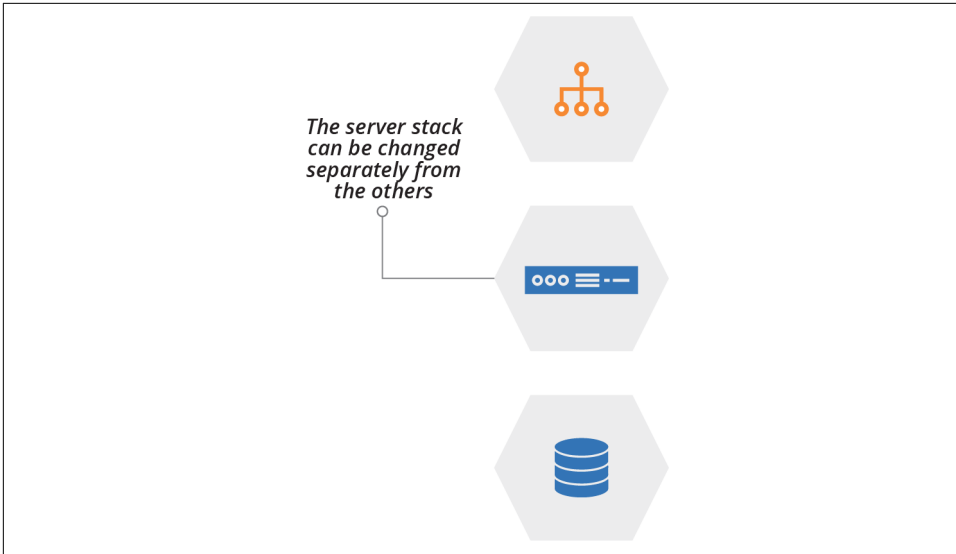 The server stack
can be changed
separately from
the others